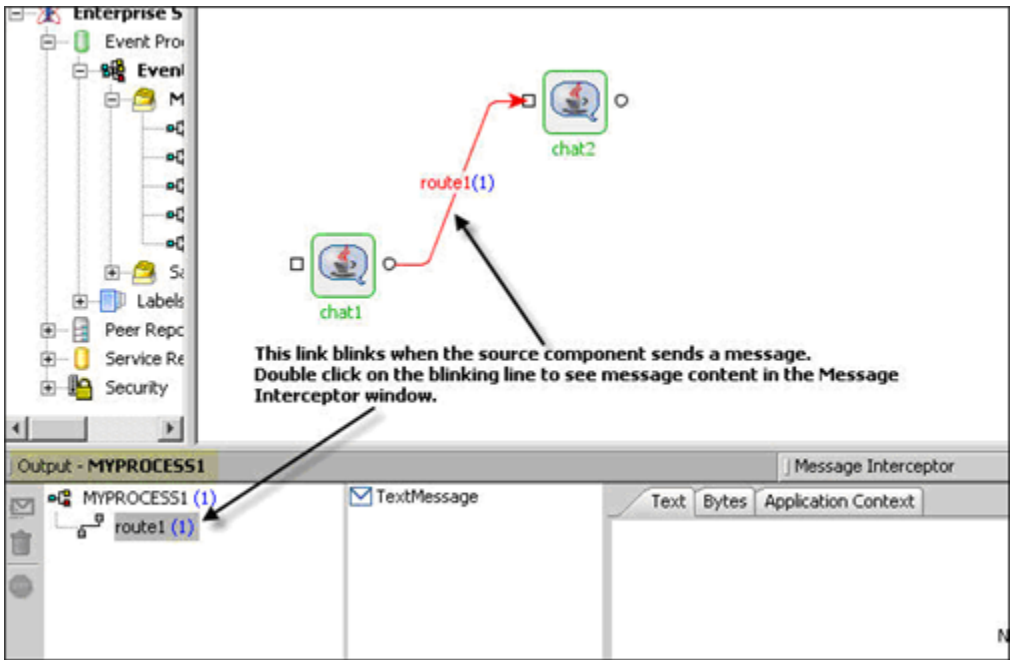 Enterprise S
Event Pro
Event
M
Sa
Labels
Peer Repo
Service Re
Security
chat2
route1(1)
chat1
This link blinks when the source component sends a message.
Double click on the blinking line to see message content in the Message
Interceptor window.
Output - MYPROCESS1
Message Interceptor
MYPROCESS1 (1)
route1 (1)
TextMessage
Text Bytes Application Context
N